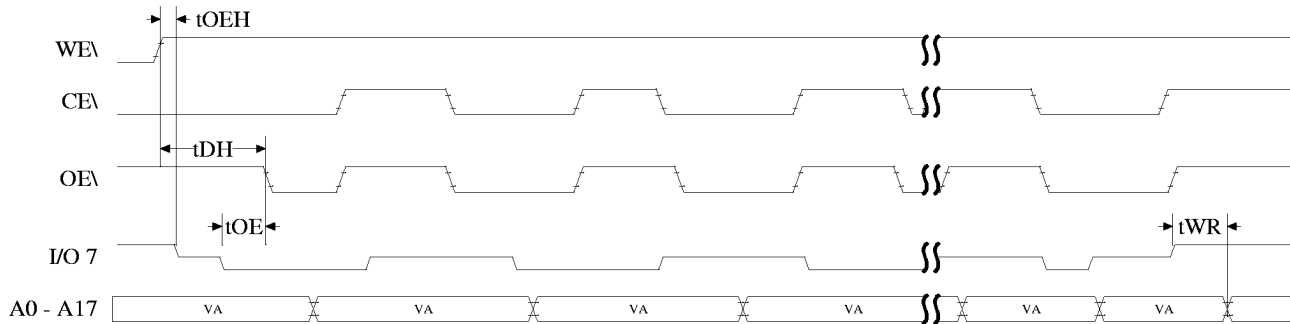 tOEH
WE\
CE\
tDH
OE\
tOE
tWR
I/O 7
A0 - A17 VA VA VA VA VA VA